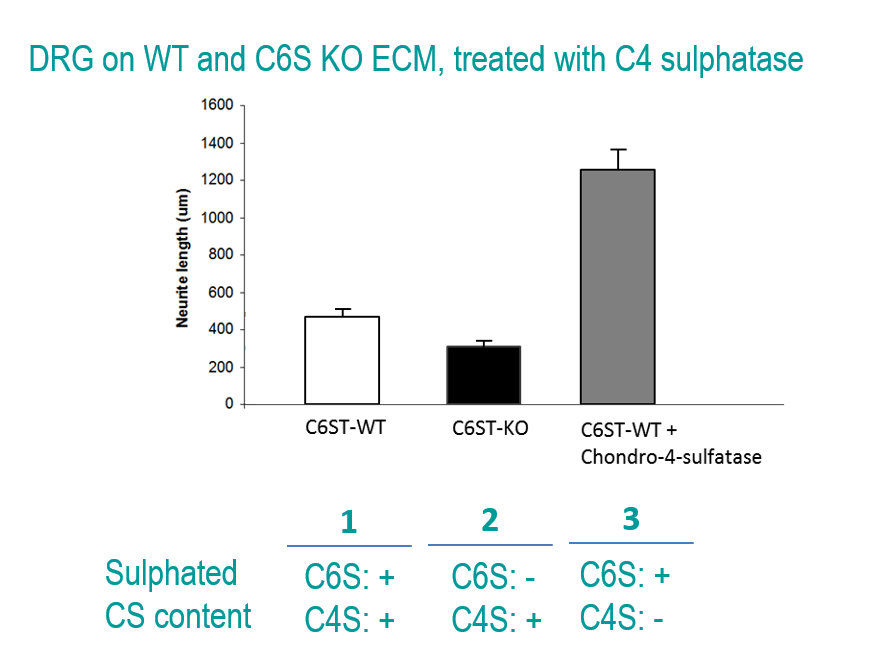 DRG on WT and C6S KO ECM, treated with C4 sulphatase
1600
1400
1200
1000
800
600
400
200
0
Neurite length (um)
C6ST-WT
C6ST-KO
C6ST-WT +
Chondro-4-sulfatase
1 2 3
Sulphated C6S: + C6S: - C6S: +
CS content C4S: + C4S: + C4S: -